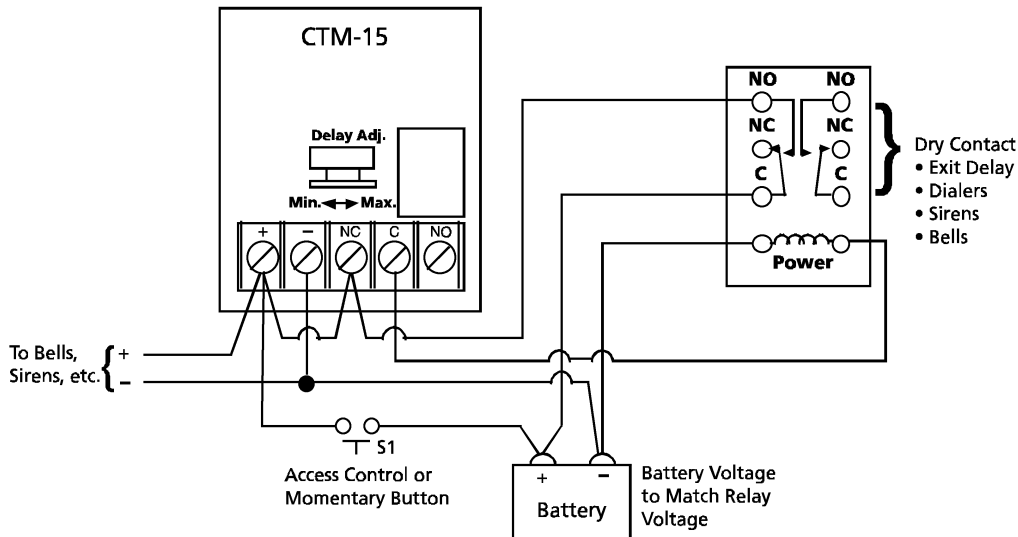 CTM-15
Delay Adj.
Min. Max.
+ − NC C NO
NO NO
NC NC
C C
Power
Dry Contact
• Exit Delay
• Dialers
• Sirens
• Bells
To Bells,
Sirens, etc.
+
−
S1
Access Control or
Momentary Button
+ −
Battery
Battery Voltage
to Match Relay
Voltage